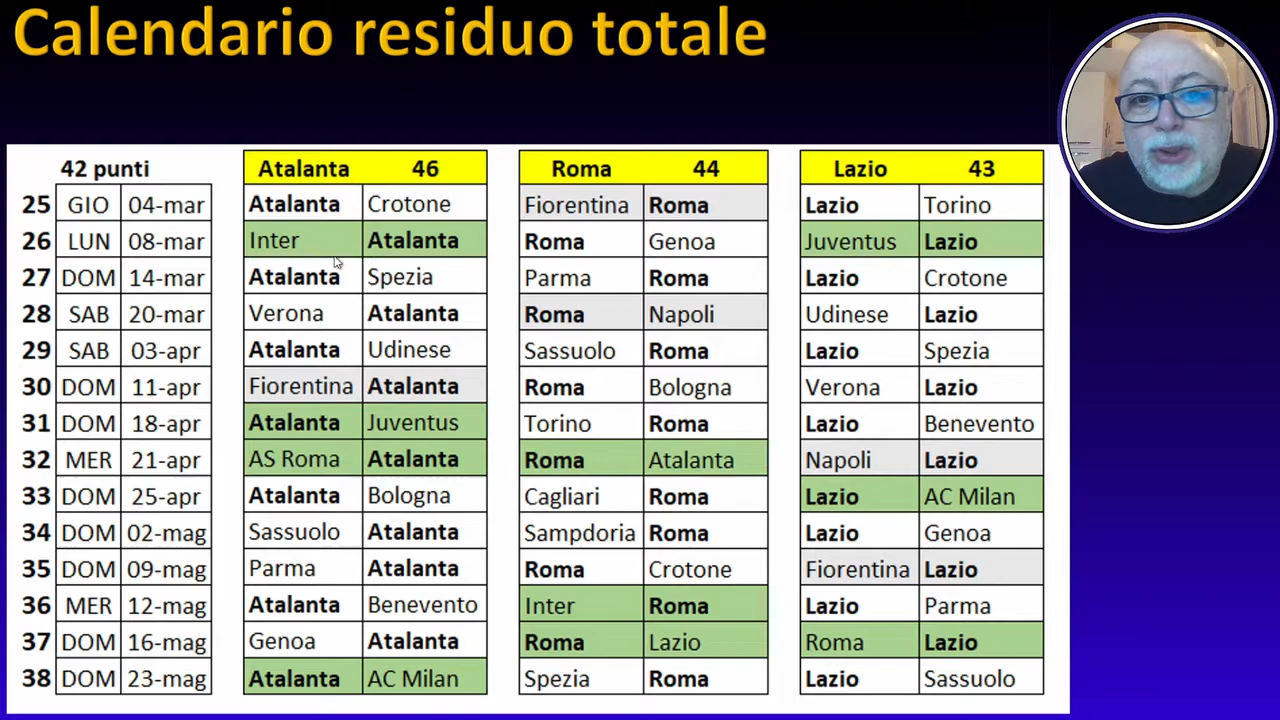 Calendario residuo totale
42 punti Atalanta 46 Roma 44 Lazio 43
25 GIO 04-mar Atalanta Crotone Fiorentina Roma Lazio Torino
26 LUN 08-mar Inter Atalanta Roma Genoa Juventus Lazio
27 DOM 14-mar Atalanta Spezia Parma Roma Lazio Crotone
28 SAB 20-mar Verona Atalanta Roma Napoli Udinese Lazio
29 SAB 03-apr Atalanta Udinese Sassuolo Roma Lazio Spezia
30 DOM 11-apr Fiorentina Atalanta Roma Bologna Verona Lazio
31 DOM 18-apr Atalanta Juventus Torino Roma Lazio Benevento
32 MER 21-apr AS Roma Atalanta Roma Atalanta Napoli Lazio
33 DOM 25-apr Atalanta Bologna Cagliari Roma Lazio AC Milan
34 DOM 02-mag Sassuolo Atalanta Sampdoria Roma Lazio Genoa
35 DOM 09-mag Parma Atalanta Roma Crotone Fiorentina Lazio
36 MER 12-mag Atalanta Benevento Inter Roma Lazio Parma
37 DOM 16-mag Genoa Atalanta Roma Lazio Roma Lazio
38 DOM 23-mag Atalanta AC Milan Spezia Roma Lazio Sassuolo